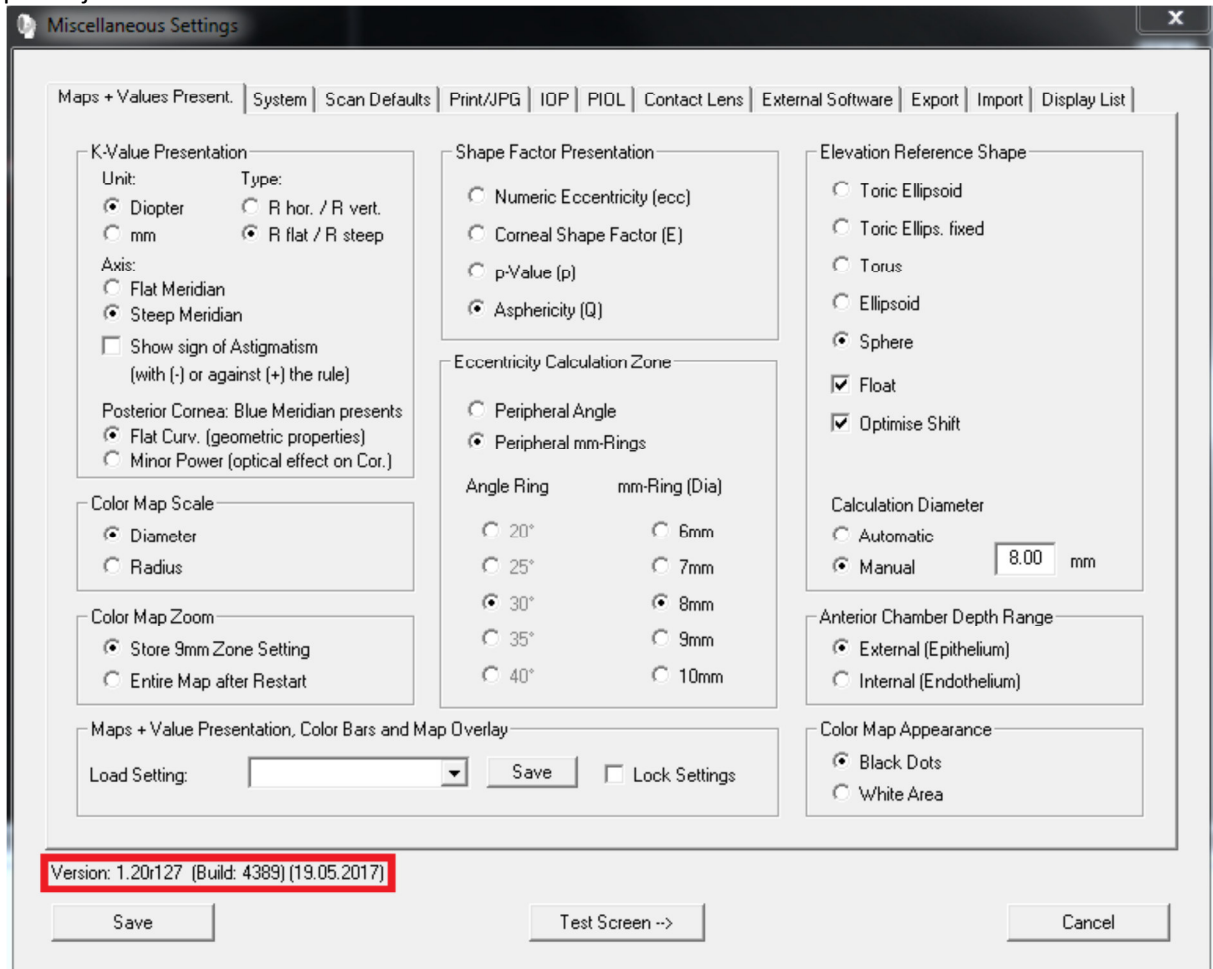 Miscellaneous Settings
x
Maps + Values Present. System Scan Defaults Print/JPG IOP PIOL Contact Lens External Software Export Import Display List
K-Value Presentation
Unit: Type:
Diopter R hor. / R vert.
mm R flat / R steep
Axis:
Flat Meridian
Steep Meridian
Show sign of Astigmatism
(with (-) or against (+) the rule)
Posterior Cornea: Blue Meridian presents
Flat Curv. (geometric properties)
Minor Power (optical effect on Cor.)
Color Map Scale
Diameter
Radius
Color Map Zoom
Store 9mm Zone Setting
Entire Map after Restart
Shape Factor Presentation
Numeric Eccentricity (ecc)
Corneal Shape Factor (E)
p-Value (p)
Asphericity (Q)
Eccentricity Calculation Zone
Peripheral Angle
Peripheral mm-Rings
Angle Ring mm-Ring (Dia)
20° 6mm
25° 7mm
30° 8mm
35° 9mm
40° 10mm
Elevation Reference Shape
Toric Ellipsoid
Toric Ellips. fixed
Torus
Ellipsoid
Sphere
Float
Optimise Shift
Calculation Diameter
Automatic
Manual 8.00 mm
Anterior Chamber Depth Range
External (Epithelium)
Internal (Endothelium)
Maps + Value Presentation, Color Bars and Map Overlay
Load Setting: Save Lock Settings
Color Map Appearance
Black Dots
White Area
Version: 1.20r127 (Build: 4389) (19.05.2017)
Save Test Screen --> Cancel